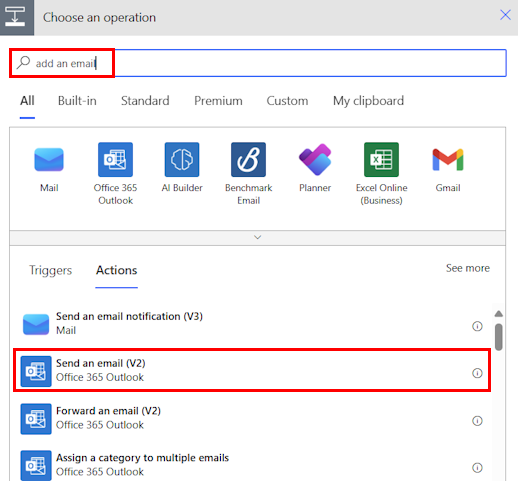 Choose an operation
add an email
All Built-in Standard Premium Custom My clipboard
Mail Office 365 Outlook AI Builder Benchmark Email Planner Excel Online (Business) Gmail
Triggers Actions See more
Send an email notification (V3)
Mail
Send an email (V2)
Office 365 Outlook
Forward an email (V2)
Office 365 Outlook
Assign a category to multiple emails
Office 365 Outlook